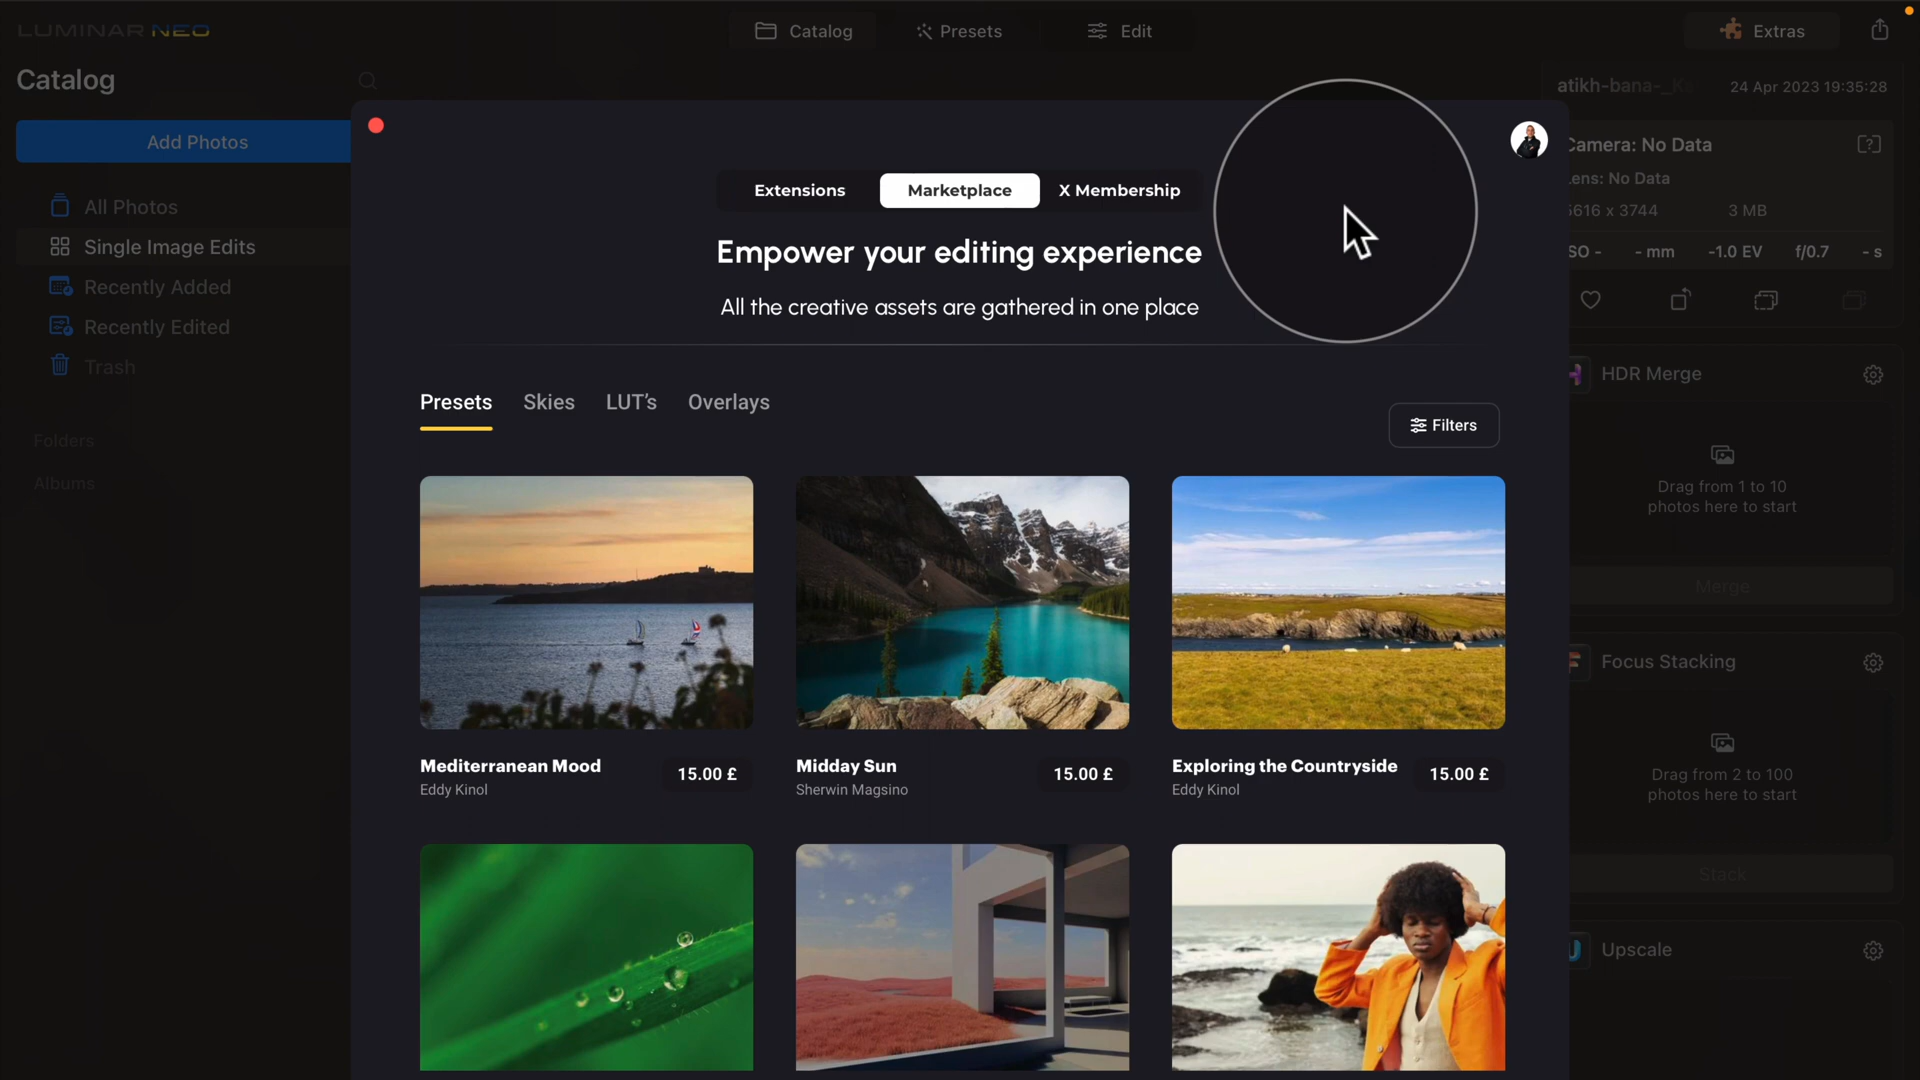 LUMINAR NEO
Catalog
Presets
Edit
Extras
Catalog
Add Photos
All Photos
Single Image Edits
Recently Added
Recently Edited
Trash
Folders
Albums
Extensions
Marketplace
X Membership
Empower your editing experience
All the creative assets are gathered in one place
Presets
Skies
LUT's
Overlays
Filters
Mediterranean Mood
Eddy Kinol
15.00 £
Midday Sun
Sherwin Magsino
15.00 £
Exploring the Countryside
Eddy Kinol
15.00 £
atikh-bana-_
24 Apr 2023 19:35:28
Camera: No Data
Lens: No Data
5616 x 3744
3 MB
ISO -
- mm
-1.0 EV
f/0.7
- s
HDR Merge
Drag from 1 to 10
photos here to start
Merge
Focus Stacking
Drag from 2 to 100
photos here to start
Stack
Upscale